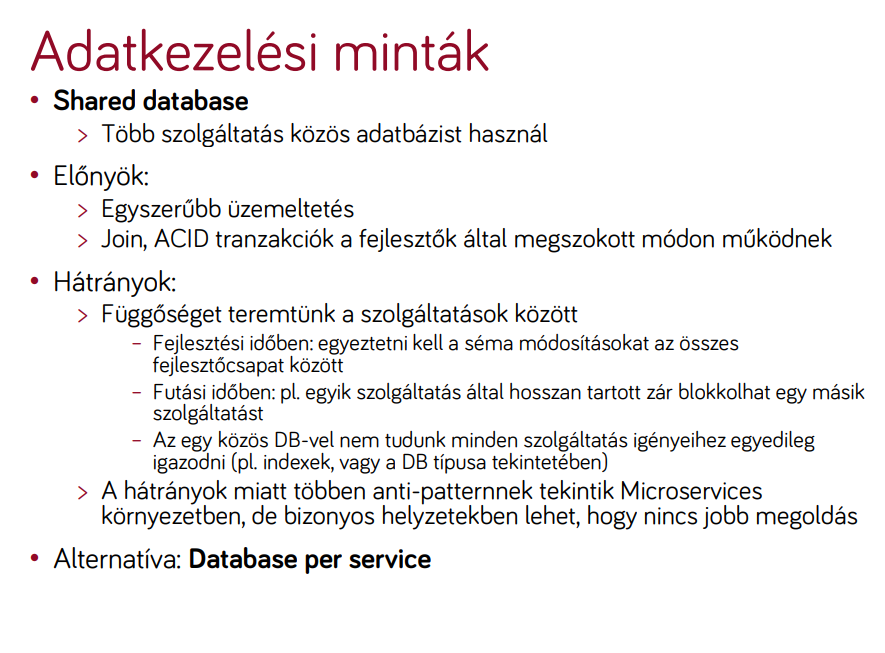 Adatkezelési minták
• Shared database
> Több szolgáltatás közös adatbázist használ
• Előnyök:
> Egyszerűbb üzemeltetés
> Join, ACID tranzakciók a fejlesztők által megszokott módon működnek
• Hátrányok:
> Függőséget teremtünk a szolgáltatások között
– Fejlesztési időben: egyeztetni kell a séma módosításokat az összes
fejlesztőcsapat között
– Futási időben: pl. egyik szolgáltatás által hosszan tartott zár blokkolhat egy másik
szolgáltatást
– Az egy közös DB-vel nem tudunk minden szolgáltatás igényeihez egyedileg
igazodni (pl. indexek, vagy a DB típusa tekintetében)
> A hátrányok miatt többen anti-patternnek tekintik Microservices
környezetben, de bizonyos helyzetekben lehet, hogy nincs jobb megoldás
• Alternatíva: Database per service